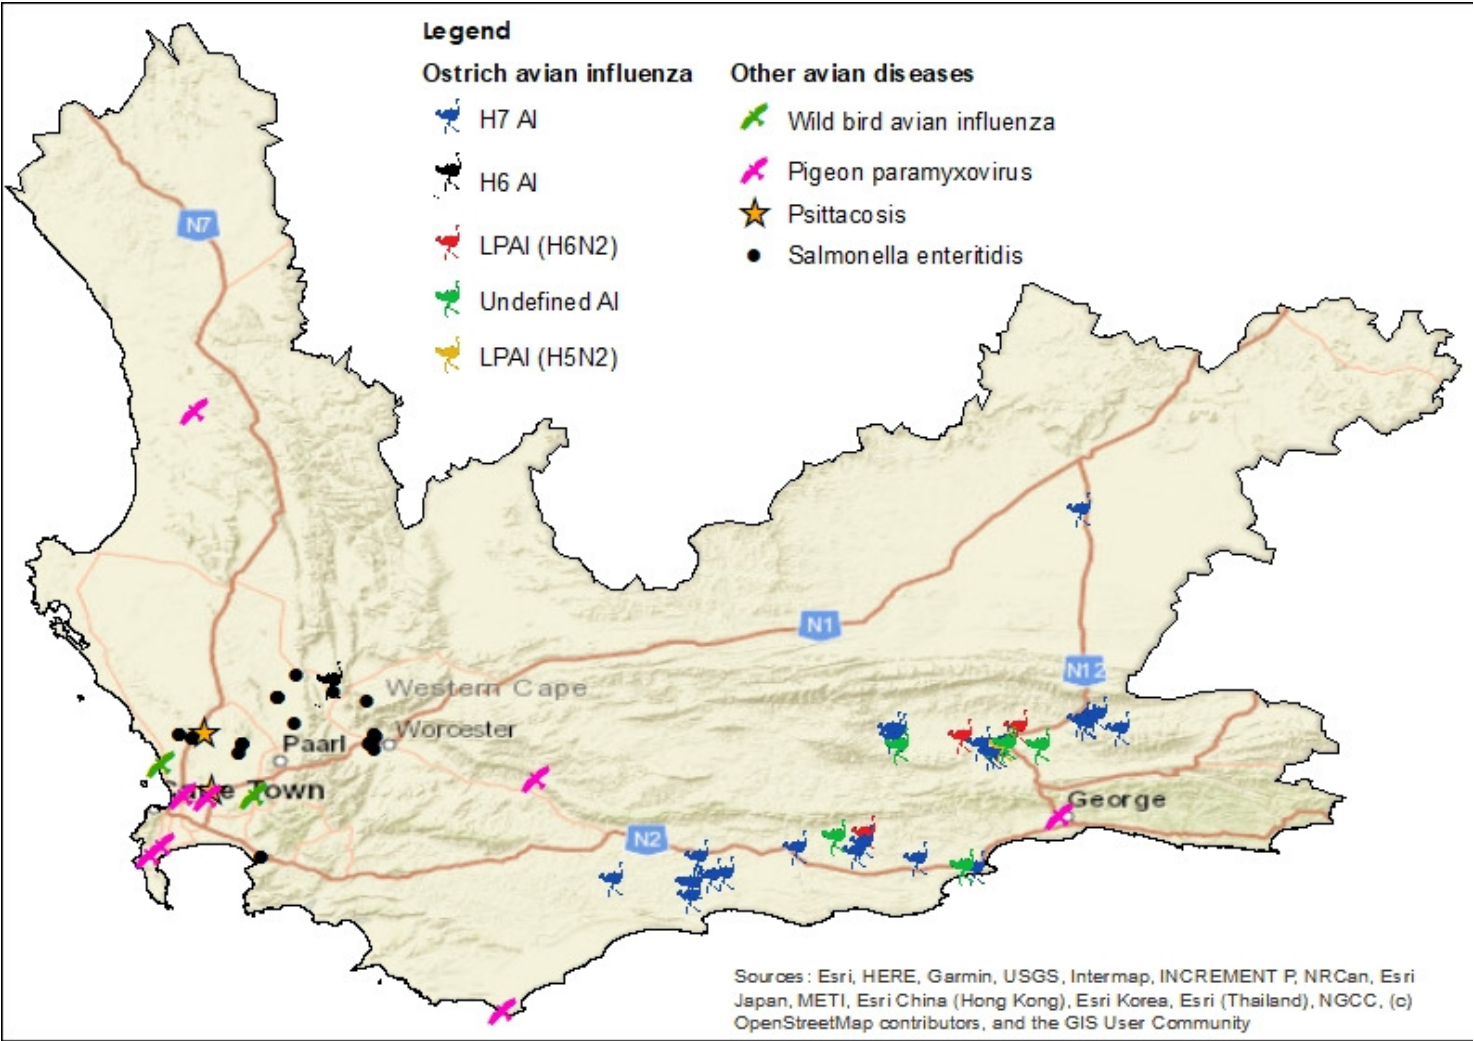 Legend
Ostrich avian influenza
H7 AI
H6 AI
LPAI (H6N2)
Undefined AI
LPAI (H5N2)
Other avian diseases
Wild bird avian influenza
Pigeon paramyxovirus
Psittacosis
Salmonella enteritidis
N7
N1
N12
Western Cape
Worcester
Paarl
Town
George
N2
Sources: Esri, HERE, Garmin, USGS, Intermap, INCREMENT P, NRCan, Esri
Japan, METI, Esri China (Hong Kong), Esri Korea, Esri (Thailand), NGCC, (c)
OpenStreetMap contributors, and the GIS User Community